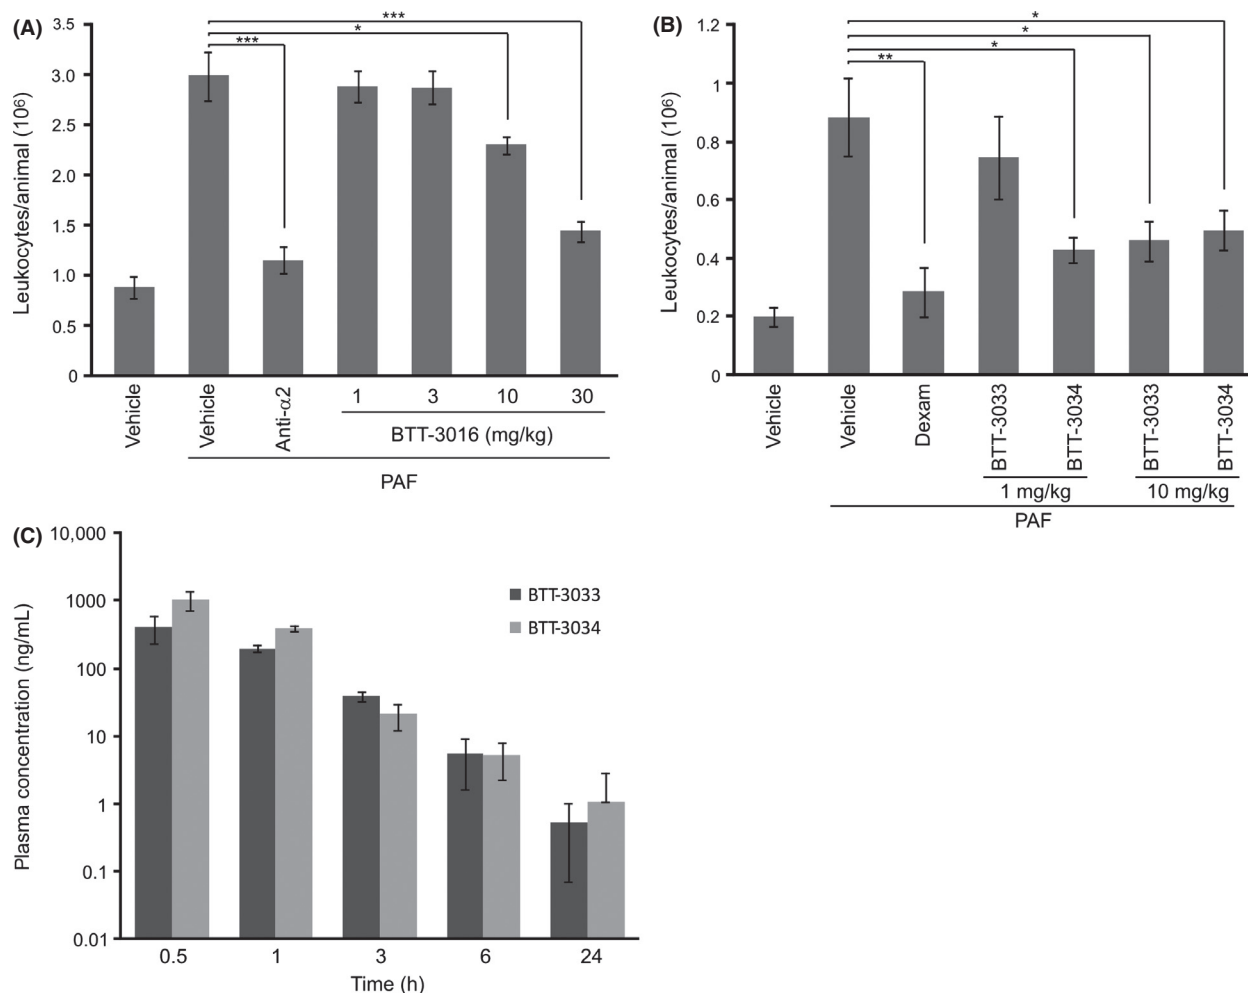 (A)
Leukocytes/animal (10⁶)
3.5
3.0
2.5
2.0
1.5
1.0
0.5
0
***
*
***
Vehicle
Vehicle
Anti-α2
1 3 10 30
BTT-3016 (mg/kg)
PAF
(B)
Leukocytes/animal (10⁶)
1.2
1
0.8
0.6
0.4
0.2
0
*
*
*
**
Vehicle
Vehicle
Dexam
BTT-3033
BTT-3034
BTT-3033
BTT-3034
1 mg/kg 10 mg/kg
PAF
(C)
Plasma concentration (ng/mL)
10,000
1000
100
10
1
0.1
0.01
BTT-3033
BTT-3034
0.5 1 3 6 24
Time (h)